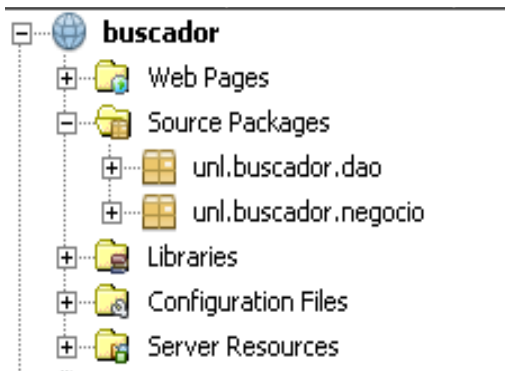 buscador
Web Pages
Source Packages
unl.buscador.dao
unl.buscador.negocio
Libraries
Configuration Files
Server Resources